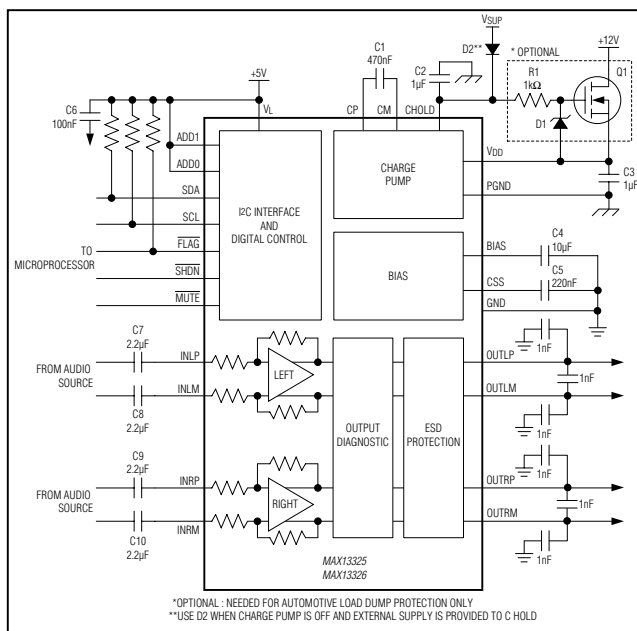 VSUP
D2**
* OPTIONAL
+12V
Q1
R1
1kΩ
D1
C1
470nF
C2
1µF
+5V
C6
100nF
VL
CP
CM
CHOLD
ADD1
ADD0
SDA
SCL
FLAG
SHDN
MUTE
TO
MICROPROCESSOR
I2C INTERFACE
AND
DIGITAL CONTROL
CHARGE
PUMP
VDD
PGND
C3
1µF
BIAS
BIAS
CSS
GND
C4
10µF
C5
220nF
C7
2.2µF
FROM AUDIO
SOURCE
C8
2.2µF
INLP
INLM
LEFT
C9
2.2µF
FROM AUDIO
SOURCE
C10
2.2µF
INRP
INRM
RIGHT
OUTPUT
DIAGNOSTIC
ESD
PROTECTION
OUTLP
OUTLM
OUTRP
OUTRM
1nF
1nF
1nF
1nF
1nF
1nF
MAX13325
MAX13326
*OPTIONAL : NEEDED FOR AUTOMOTIVE LOAD DUMP PROTECTION ONLY
**USE D2 WHEN CHARGE PUMP IS OFF AND EXTERNAL SUPPLY IS PROVIDED TO C HOLD